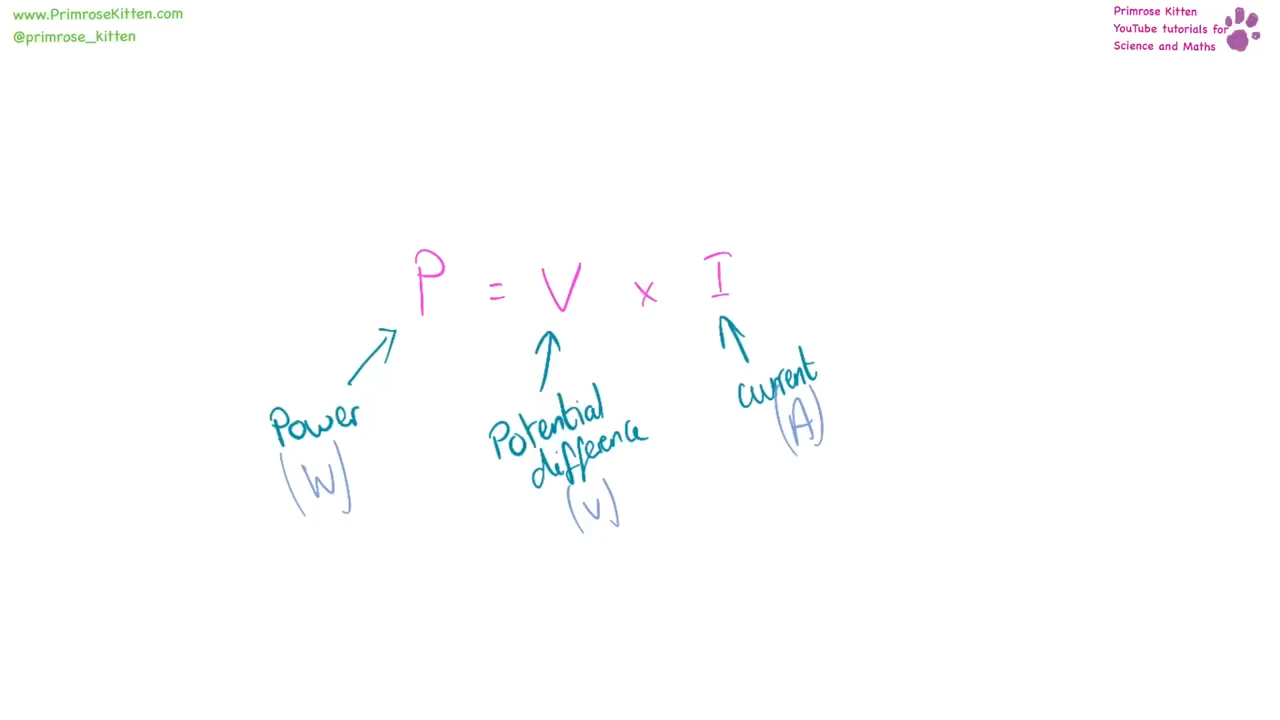 www.PrimroseKitten.com
@primrose_kitten
Primrose Kitten
YouTube tutorials for
Science and Maths
P = V x I
Power
(W)
Potential
difference
(V)
current
(A)